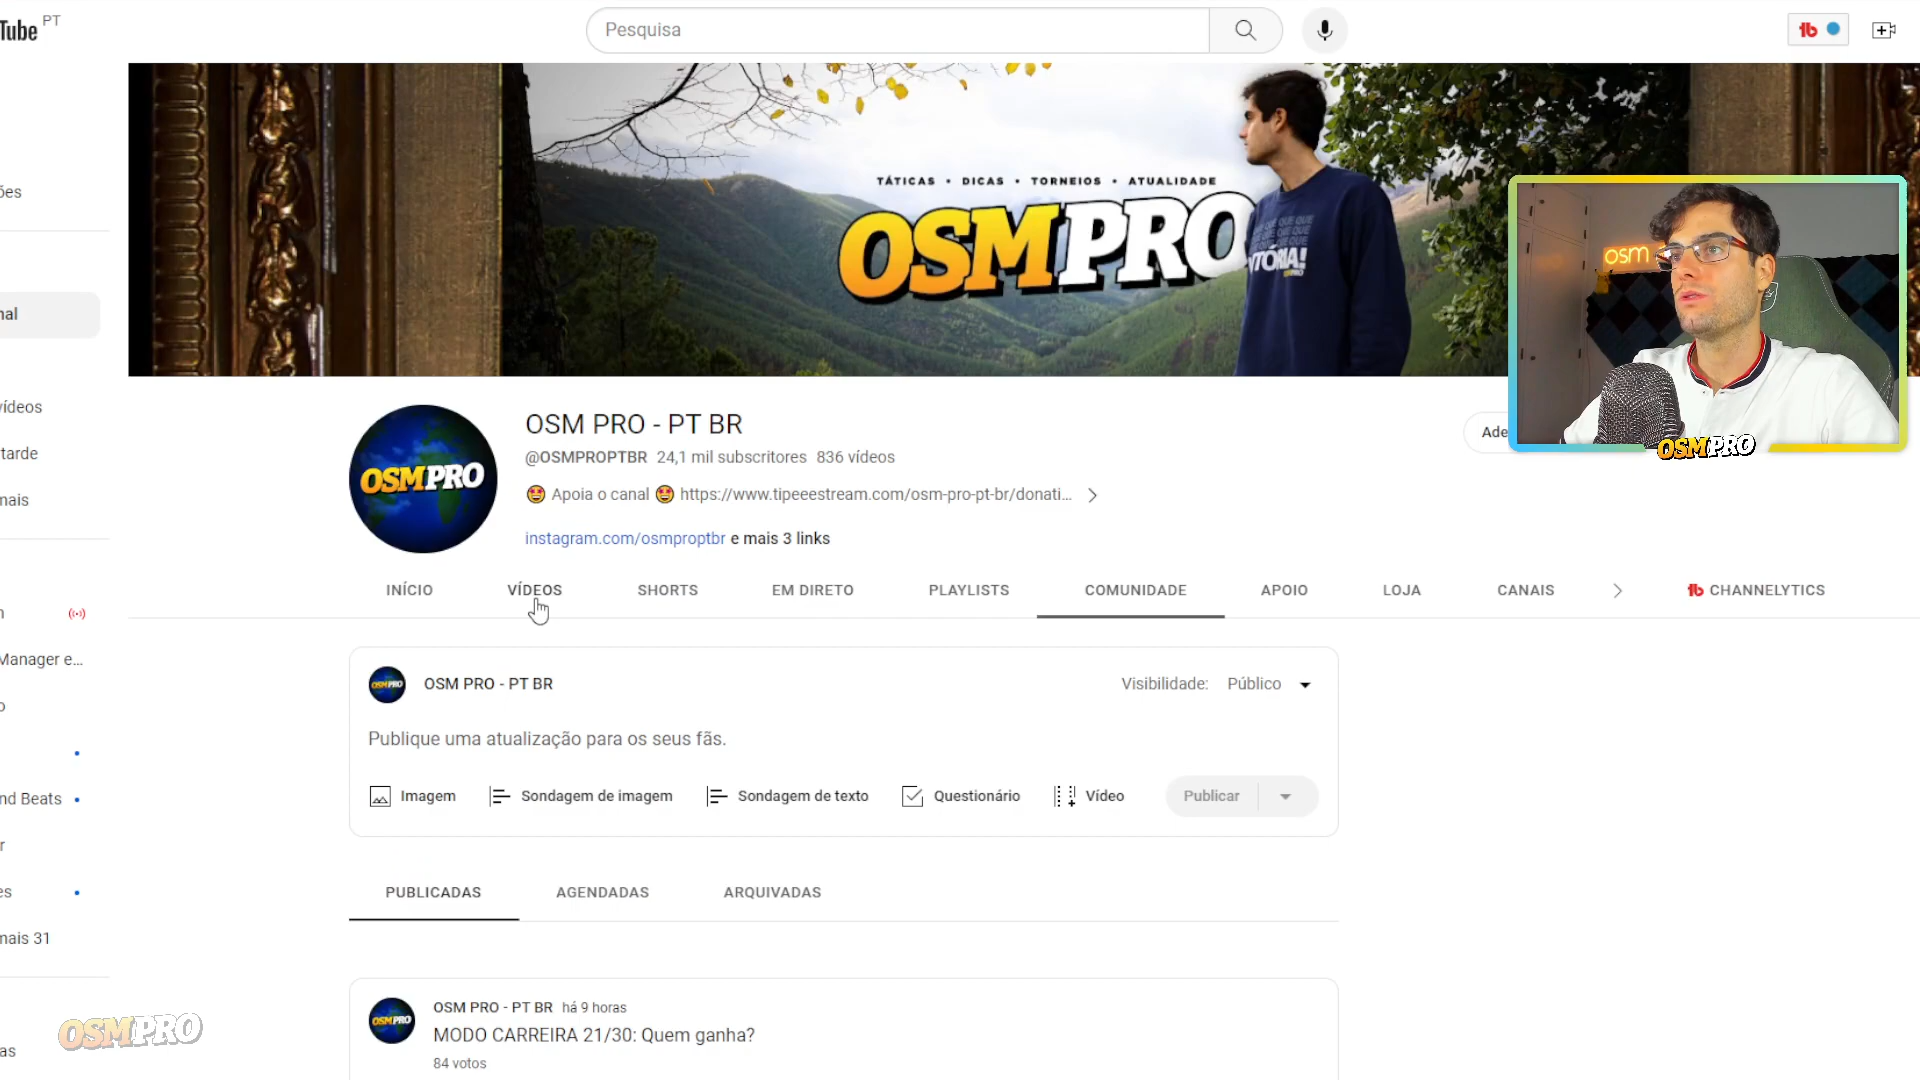 Tube PT
Pesquisa
tb
TÁTICAS • DICAS • TORNEIOS • ATUALIDADE
OSMPRO
VITÓRIA!
osm
OSMPRO
ões
nal
vídeos
tarde
mais
Manager e...
nd Beats
r
es
mais 31
as
OSMPRO
OSM PRO - PT BR
@OSMPROPTBR 24,1 mil subscritores 836 vídeos
Apoia o canal https://www.tipeeestream.com/osm-pro-pt-br/donati...
instagram.com/osmproptbr e mais 3 links
Ade
OSMPRO
INÍCIO VÍDEOS SHORTS EM DIRETO PLAYLISTS COMUNIDADE APOIO LOJA CANAIS tb CHANNELYTICS
OSMPRO
OSM PRO - PT BR
Visibilidade: Público
Publique uma atualização para os seus fãs.
Imagem Sondagem de imagem Sondagem de texto Questionário Vídeo Publicar
PUBLICADAS AGENDADAS ARQUIVADAS
OSMPRO
OSM PRO - PT BR há 9 horas
MODO CARREIRA 21/30: Quem ganha?
84 votos